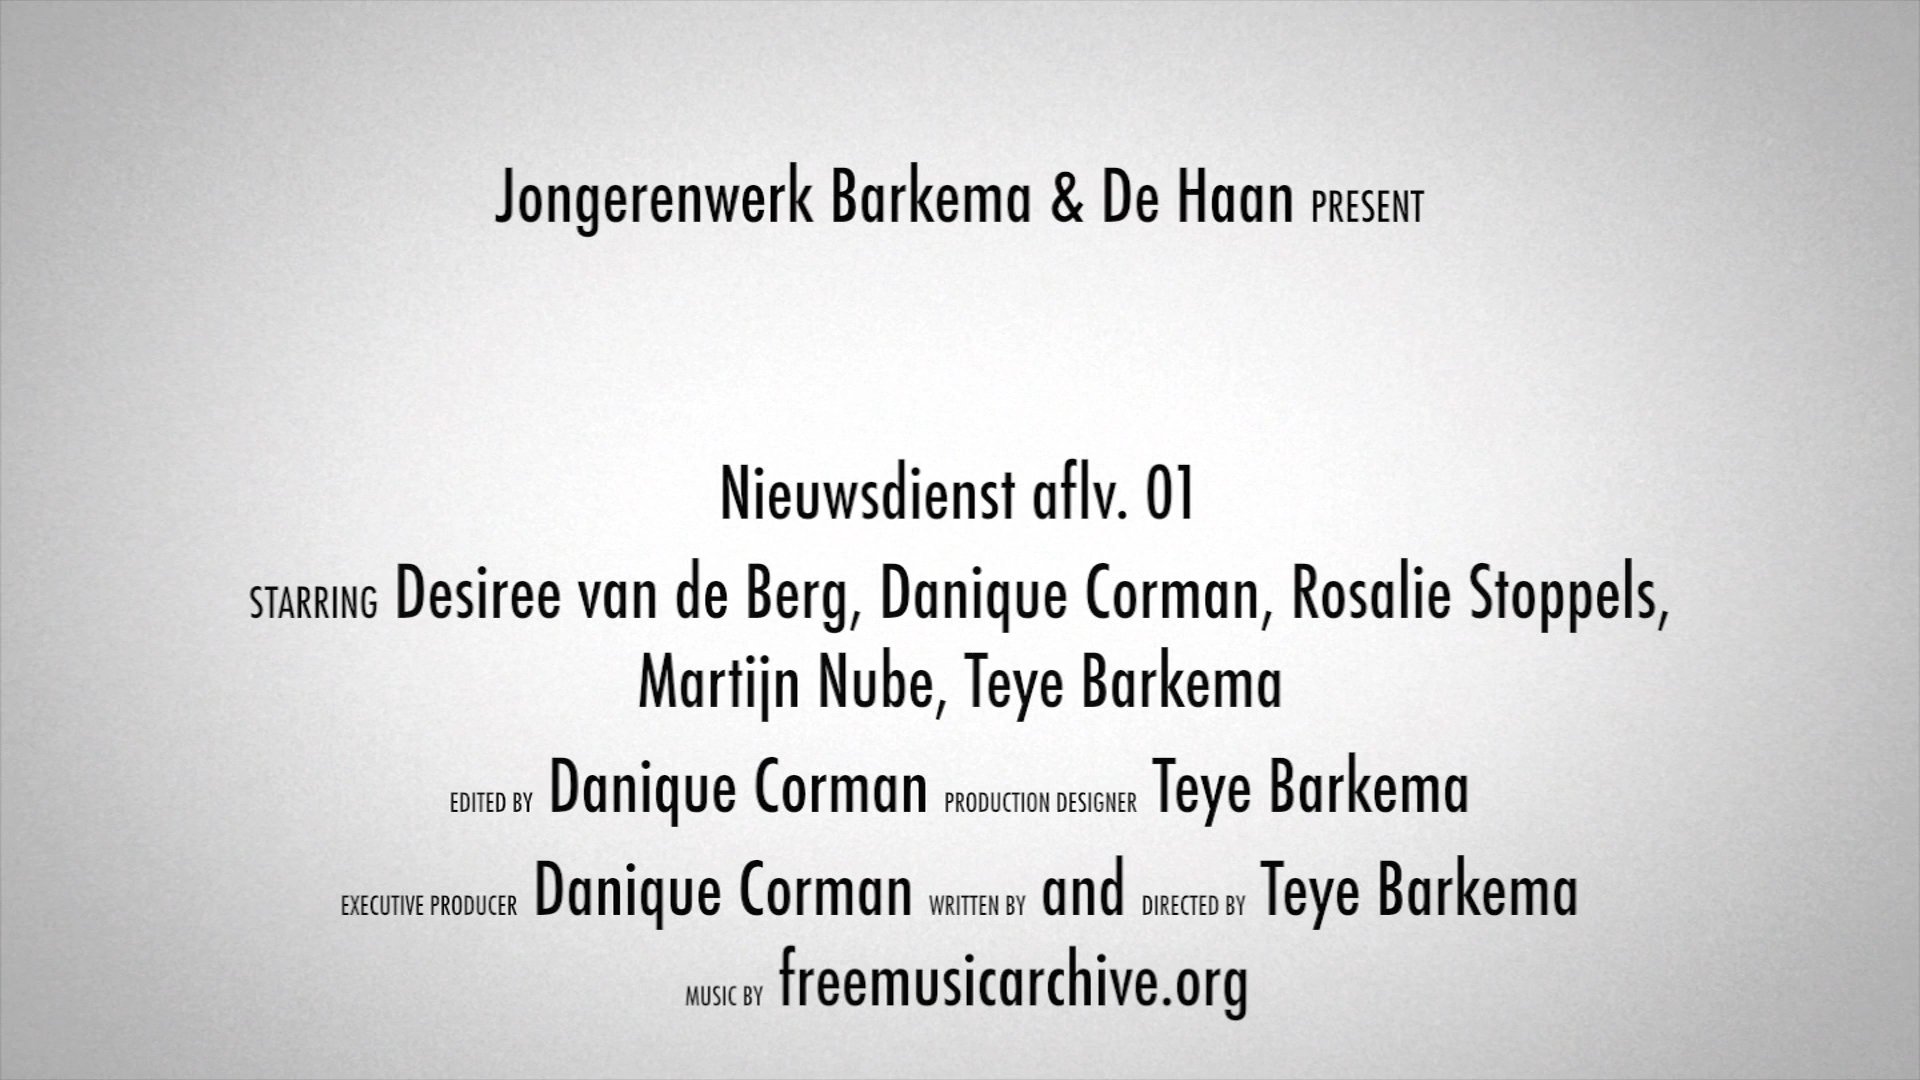 Jongerenwerk Barkema & De Haan PRESENT
Nieuwsdienst aflv. 01
STARRING Desiree van de Berg, Danique Corman, Rosalie Stoppels,
Martijn Nube, Teye Barkema
EDITED BY Danique Corman PRODUCTION DESIGNER Teye Barkema
EXECUTIVE PRODUCER Danique Corman WRITTEN BY and DIRECTED BY Teye Barkema
MUSIC BY freemusicarchive.org